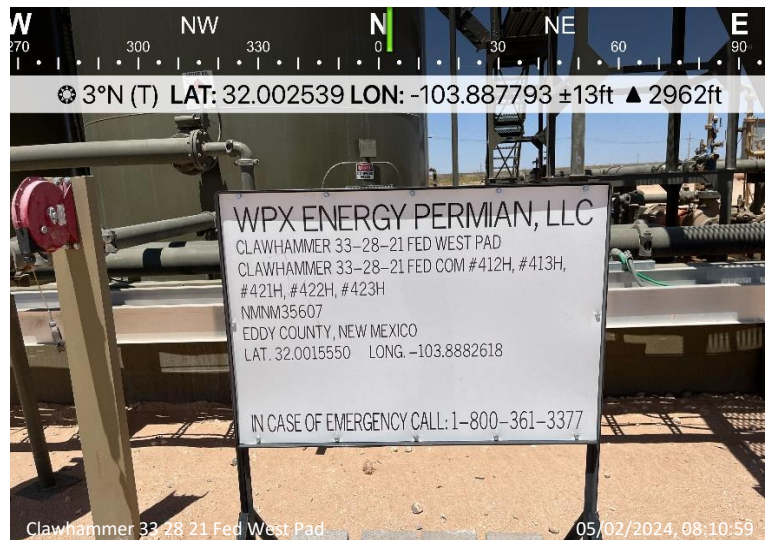 W NW N NE E
270 300 330 0 30 60 90
3°N (T) LAT: 32.002539 LON: -103.887793 ±13ft ▲ 2962ft
WPX ENERGY PERMIAN, LLC
CLAWHAMMER 33-28-21 FED WEST PAD
CLAWHAMMER 33-28-21 FED COM #412H, #413H,
#421H, #422H, #423H
NMNM35607
EDDY COUNTY, NEW MEXICO
LAT. 32.0015550 LONG. -103.8882618
IN CASE OF EMERGENCY CALL: 1-800-361-3377
Clawhammer 33 28 21 Fed West Pad
05/02/2024, 08:10:59